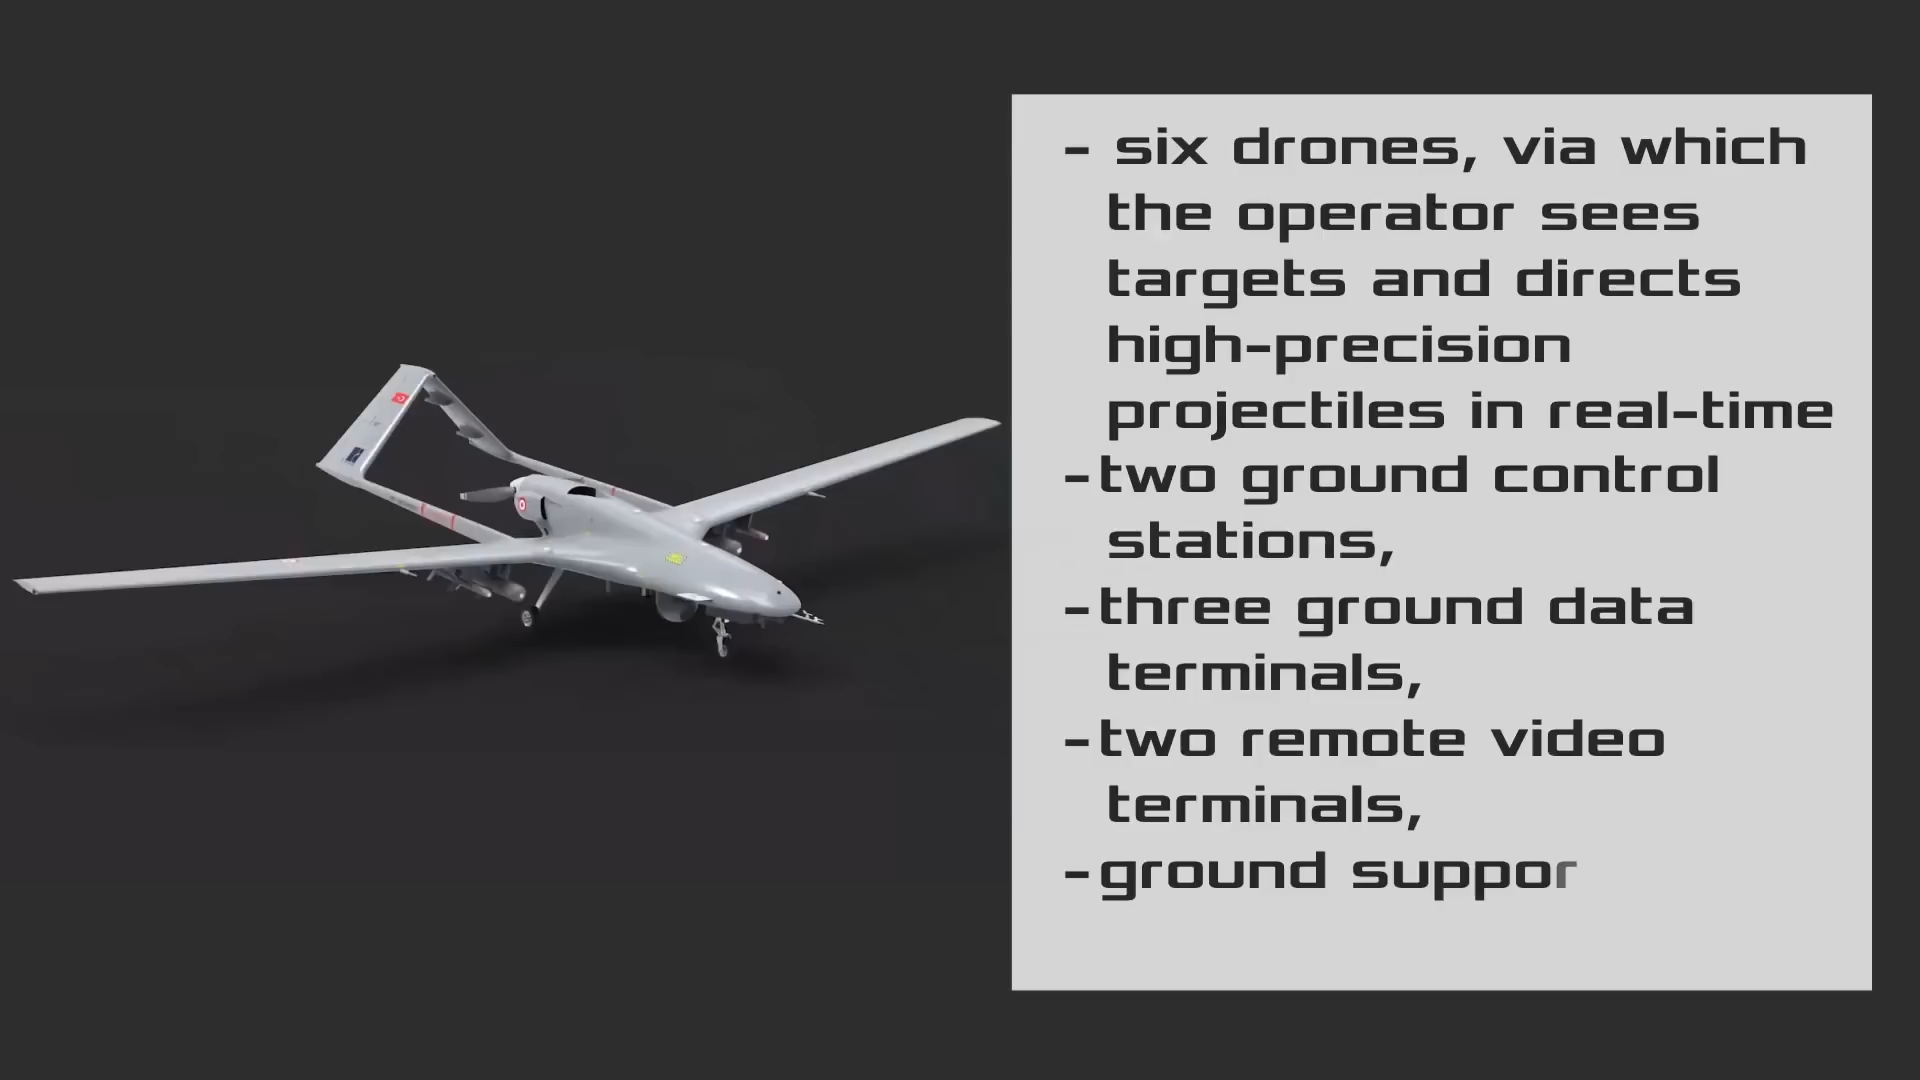 - six drones, via which
the operator sees
targets and directs
high-precision
projectiles in real-time
-two ground control
stations,
-three ground data
terminals,
-two remote video
terminals,
-ground suppor